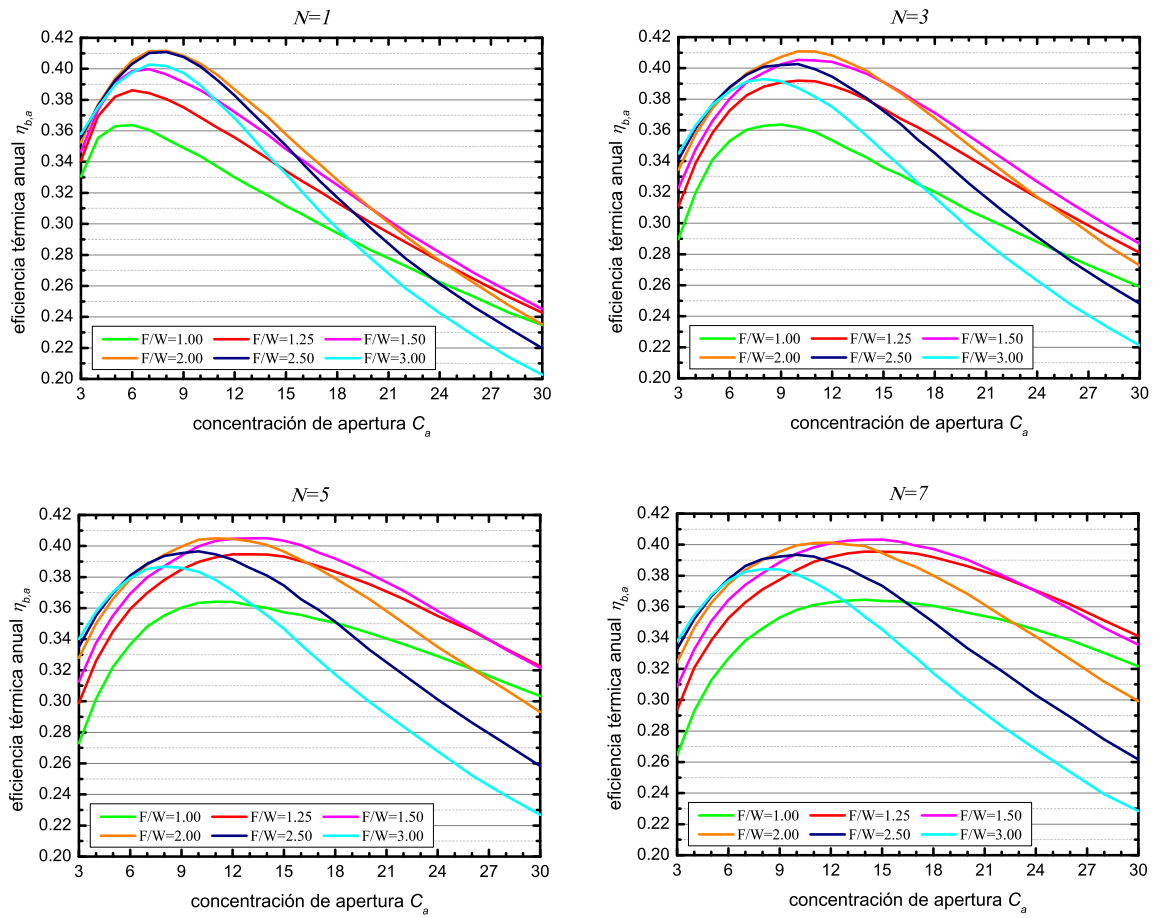 N=1
eficiencia térmica anual η_b,a
0.42
0.40
0.38
0.36
0.34
0.32
0.30
0.28
0.26
0.24
0.22
0.20
F/W=1.00 F/W=1.25 F/W=1.50
F/W=2.00 F/W=2.50 F/W=3.00
3 6 9 12 15 18 21 24 27 30
concentración de apertura C_a
N=3
eficiencia térmica anual η_b,a
0.42
0.40
0.38
0.36
0.34
0.32
0.30
0.28
0.26
0.24
0.22
0.20
F/W=1.00 F/W=1.25 F/W=1.50
F/W=2.00 F/W=2.50 F/W=3.00
3 6 9 12 15 18 21 24 27 30
concentración de apertura C_a
N=5
eficiencia térmica anual η_b,a
0.42
0.40
0.38
0.36
0.34
0.32
0.30
0.28
0.26
0.24
0.22
0.20
F/W=1.00 F/W=1.25 F/W=1.50
F/W=2.00 F/W=2.50 F/W=3.00
3 6 9 12 15 18 21 24 27 30
concentración de apertura C_a
N=7
eficiencia térmica anual η_b,a
0.42
0.40
0.38
0.36
0.34
0.32
0.30
0.28
0.26
0.24
0.22
0.20
F/W=1.00 F/W=1.25 F/W=1.50
F/W=2.00 F/W=2.50 F/W=3.00
3 6 9 12 15 18 21 24 27 30
concentración de apertura C_a